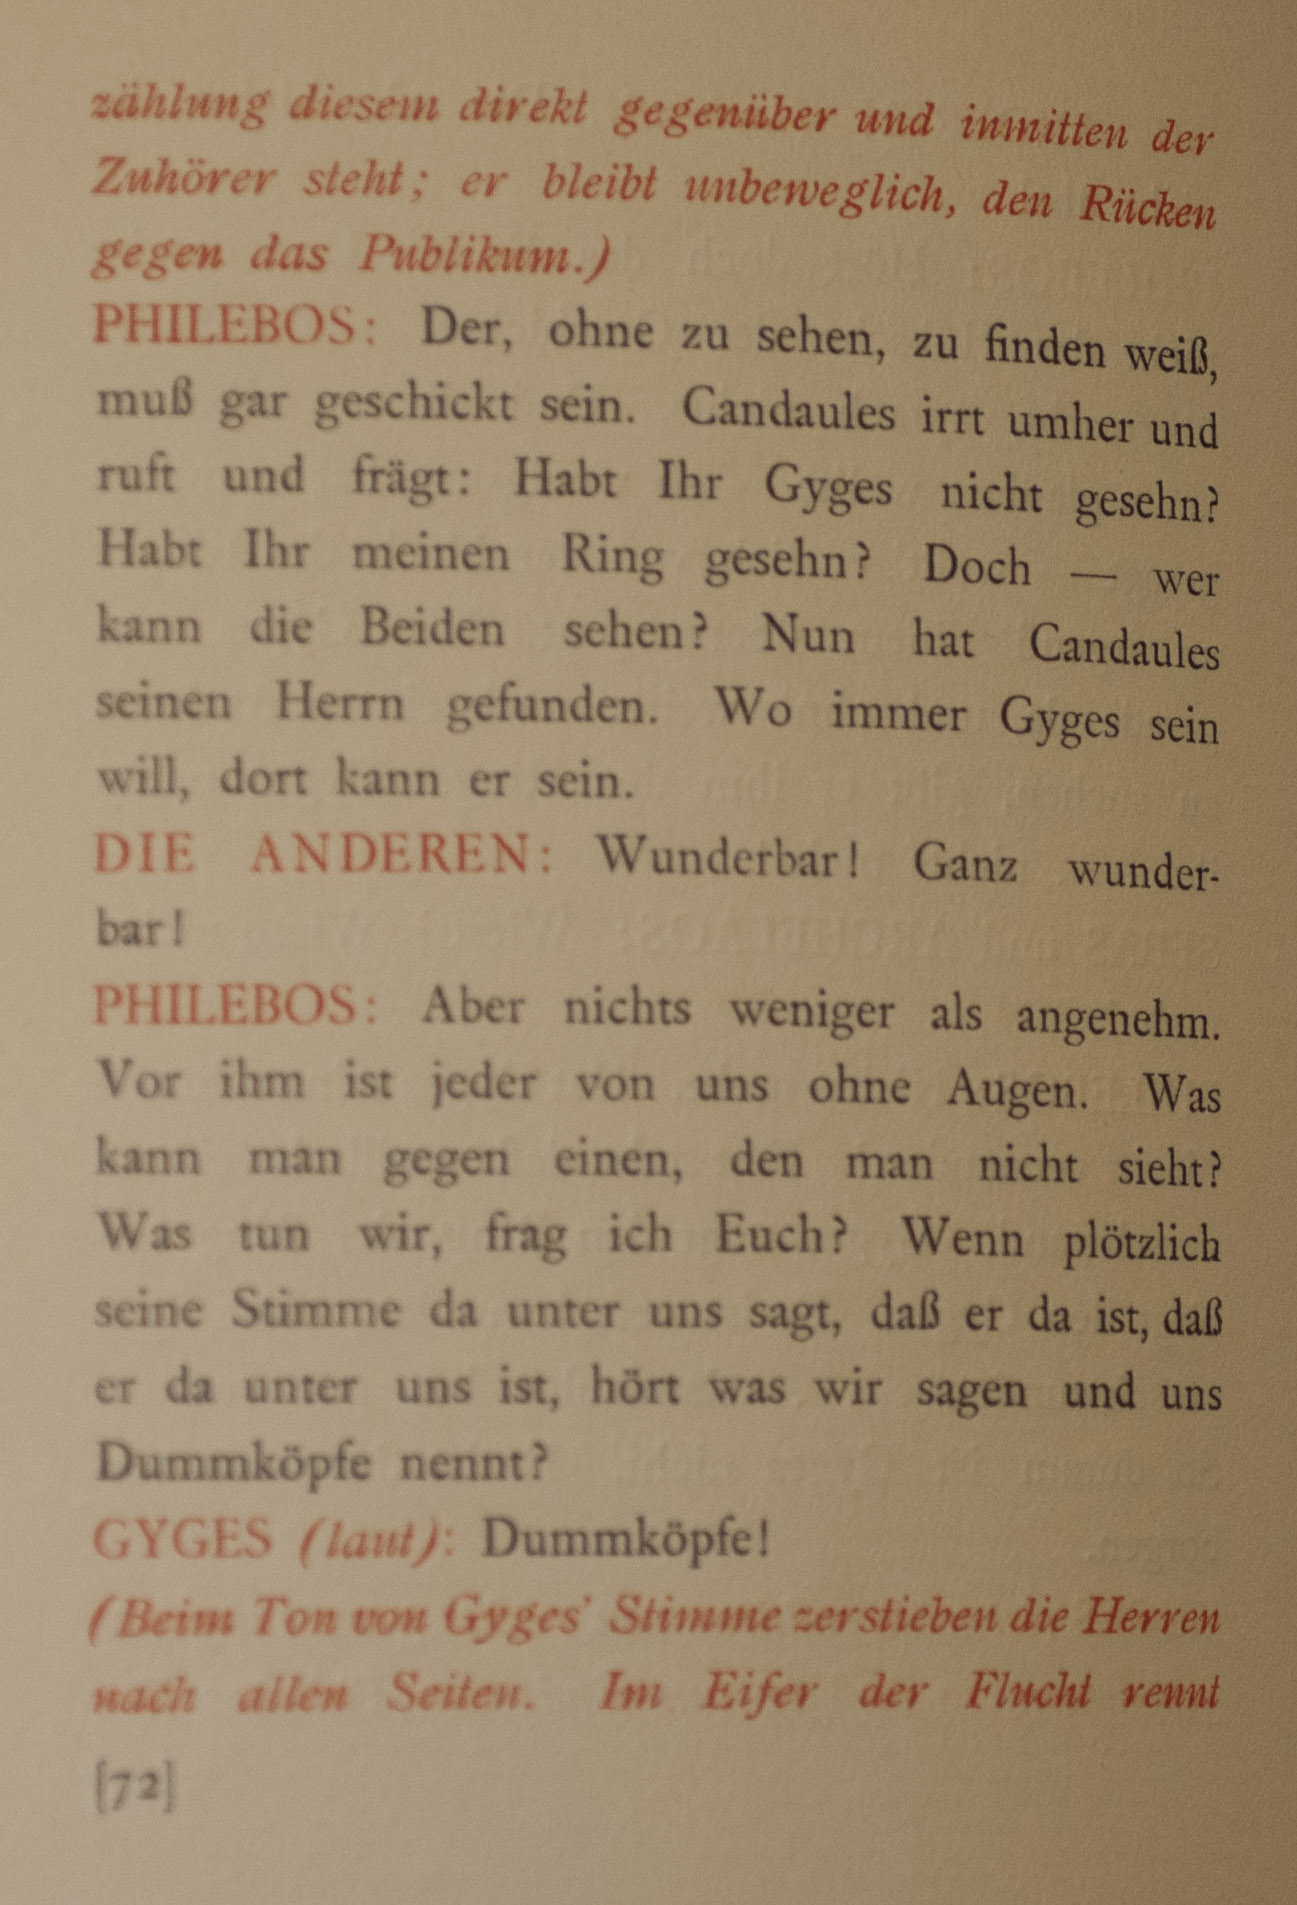 zählung diesem direkt gegenüber und inmitten der
Zuhörer steht; er bleibt unbeweglich, den Rücken
gegen das Publikum.)
PHILEBOS: Der, ohne zu sehen, zu finden weiß,
muß gar geschickt sein. Candaules irrt umher und
ruft und frägt: Habt Ihr Gyges nicht gesehn?
Habt Ihr meinen Ring gesehn? Doch — wer
kann die Beiden sehen? Nun hat Candaules
seinen Herrn gefunden. Wo immer Gyges sein
will, dort kann er sein.
DIE ANDEREN: Wunderbar! Ganz wunder-
bar!
PHILEBOS: Aber nichts weniger als angenehm.
Vor ihm ist jeder von uns ohne Augen. Was
kann man gegen einen, den man nicht sieht?
Was tun wir, frag ich Euch? Wenn plötzlich
seine Stimme da unter uns sagt, daß er da ist, daß
er da unter uns ist, hört was wir sagen und uns
Dummköpfe nennt?
GYGES (laut): Dummköpfe!
(Beim Ton von Gyges' Stimme zerstieben die Herren
nach allen Seiten. Im Eifer der Flucht rennt
[72]